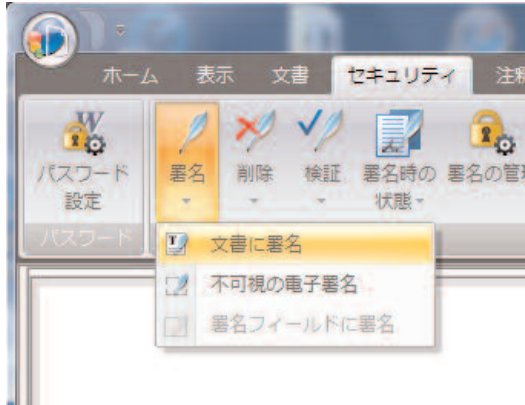 ホーム 表示 文書 セキュリティ
パスワード
設定
署名
削除
検証
署名時の
状態
署名の管
パスワード
文書に署名
不可視の電子署名
署名フィールドに署名